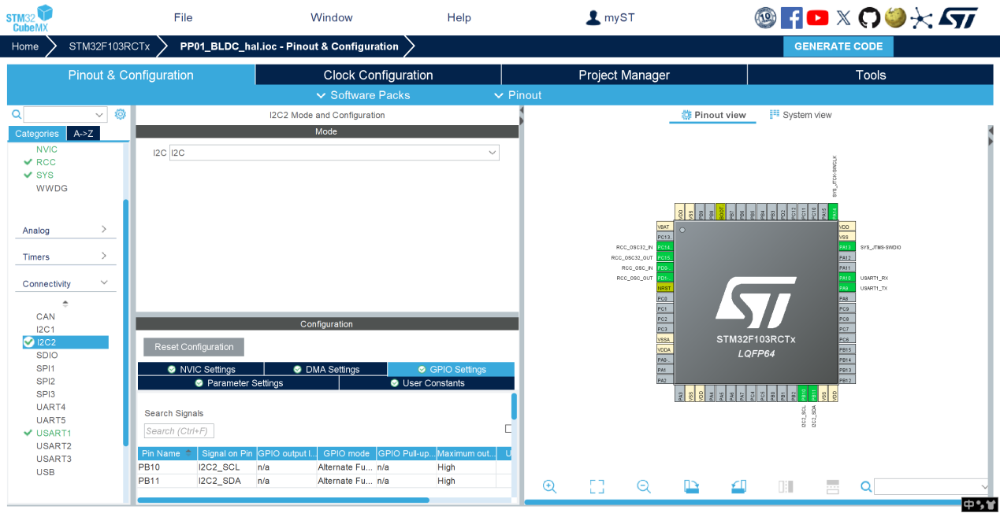 STM32
CubeMX
File
Window
Help
myST
10
Home
STM32F103RCTx
PP01_BLDC_hal.ioc - Pinout & Configuration
GENERATE CODE
Pinout & Configuration
Clock Configuration
Project Manager
Tools
Software Packs
Pinout
Categories
A->Z
NVIC
RCC
SYS
WWDG
Analog
Timers
Connectivity
CAN
I2C1
I2C2
SDIO
SPI1
SPI2
SPI3
UART4
UART5
USART1
USART2
USART3
USB
I2C2 Mode and Configuration
Mode
I2C I2C
Configuration
Reset Configuration
NVIC Settings
DMA Settings
GPIO Settings
Parameter Settings
User Constants
Search Signals
Search (Ctrl+F)
Pin Name Signal on Pin GPIO output l... GPIO mode GPIO Pull-up... Maximum out... U
PB10 I2C2_SCL n/a Alternate Fu... n/a High
PB11 I2C2_SDA n/a Alternate Fu... n/a High
Pinout view
System view
SYS_JTCK-SWCLK
VDD VSS PB9 PB8 BOOT. PB7 PB6 PB5 PB4 PB3 PD2 PC12 PC11 PC10 PA15 PA14
VBAT
PC13.
RCC_OSC32_IN PC14
RCC_OSC32_OUT PC15
RCC_OSC_IN PD0-.
RCC_OSC_OUT PD1-.
NRST
PC0
PC1
PC2
PC3
VSSA
VDDA
PA0-.
PA1
PA2
VDD
VSS
PA13 SYS_JTMS-SWDIO
PA12
PA11
PA10 USART1_RX
PA9 USART1_TX
PA8
PC9
PC8
PC7
PC6
PB15
PB14
PB13
PB12
STM32F103RCTx
LQFP64
PA3 VSS VDD PA4 PA5 PA6 PA7 PC4 PC5 PB0 PB1 PB2 PB10 PB11 VSS VDD
I2C2_SCL
I2C2_SDA
中